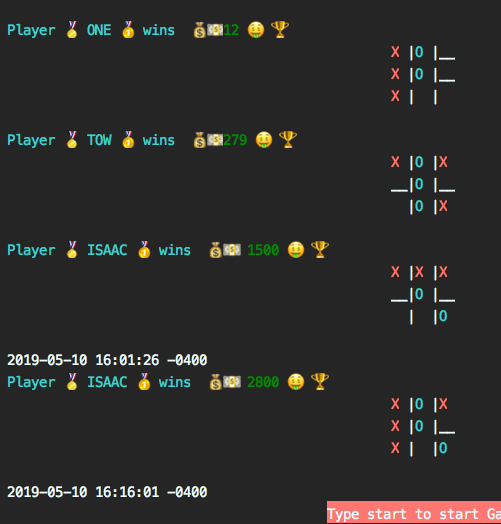 Player 🏅 ONE 🥇 wins 💰💵12 🤑 🏆
X |O |__
X |O |__
X | |
Player 🏅 TOW 🥇 wins 💰💵279 🤑 🏆
X |O |X
__|O |__
|O |X
Player 🏅 ISAAC 🥇 wins 💰💵 1500 🤑 🏆
X |X |X
__|O |__
| |O
2019-05-10 16:01:26 -0400
Player 🏅 ISAAC 🥇 wins 💰💵 2800 🤑 🏆
X |O |X
X |O |__
X | |O
2019-05-10 16:16:01 -0400
Type start to start Ga